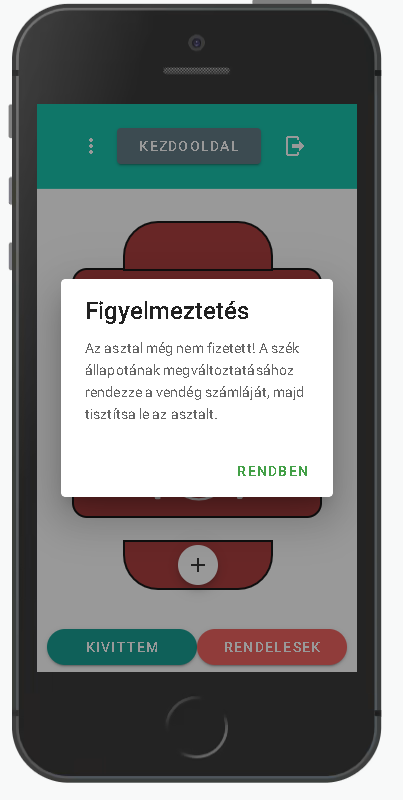 KEZDOOLDAL
Figyelmeztetés
Az asztal még nem fizetett! A szék
állapotának megváltoztatásához
rendezze a vendég számláját, majd
tisztítsa le az asztalt.
RENDBEN
KIVITTEM
RENDELESEK